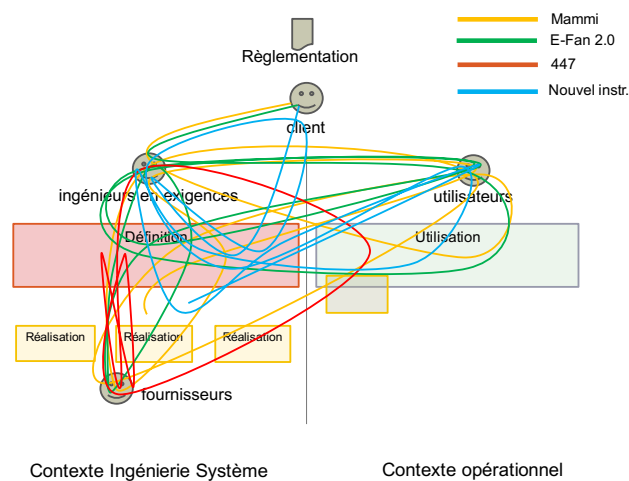 Mammi
E-Fan 2.0
447
Nouvel instr.
Règlementation
client
ingénieurs en exigences
utilisateurs
Définition
Utilisation
Réalisation
Réalisation
Réalisation
fournisseurs
Contexte Ingénierie Système
Contexte opérationnel